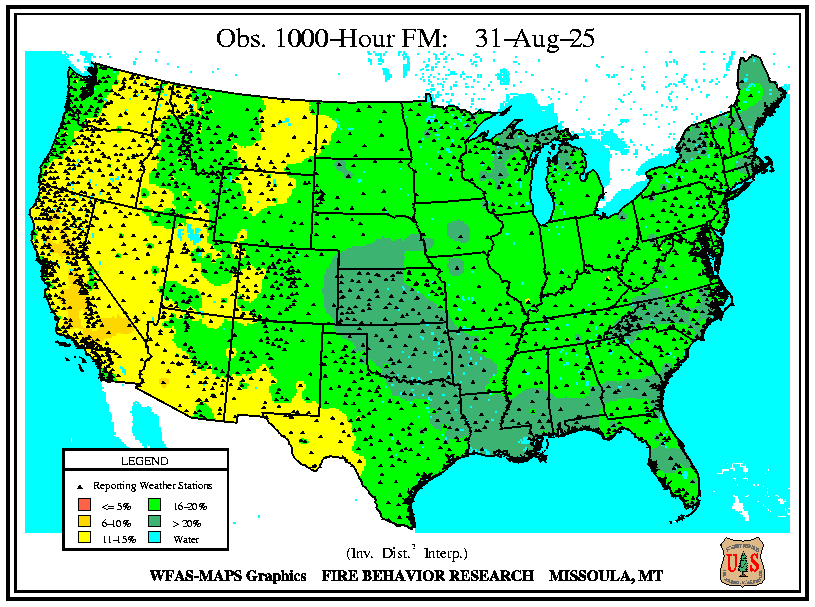 Obs. 1000-Hour FM: 31-Aug-25
LEGEND
Reporting Weather Stations
<= 5%
16-20%
6-10%
> 20%
11-15%
Water
(Inv. Dist.² Interp.)
WFAS-MAPS Graphics FIRE BEHAVIOR RESEARCH MISSOULA, MT
U S